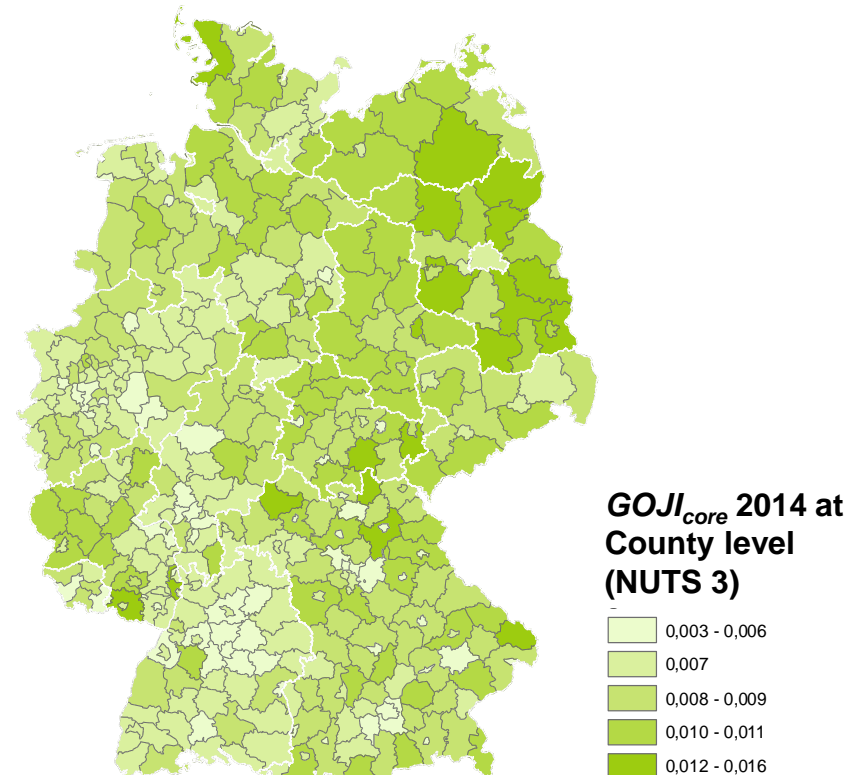 GOJIcore 2014 at
County level
(NUTS 3)
0,003 - 0,006
0,007
0,008 - 0,009
0,010 - 0,011
0,012 - 0,016